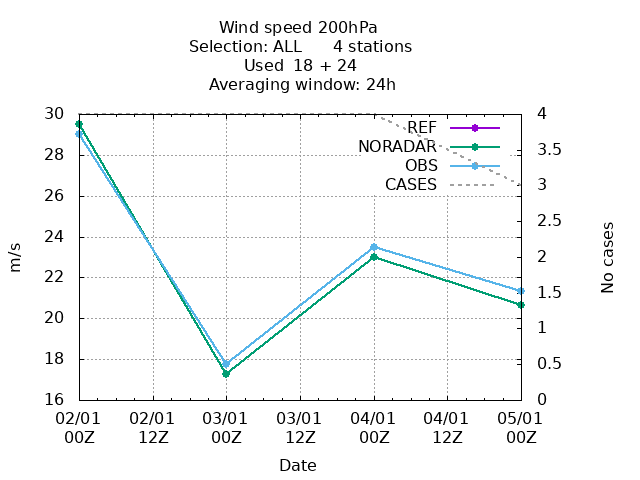 Wind speed 200hPa
Selection: ALL      4 stations
Used  18 + 24
Averaging window: 24h
30
28
26
24
22
20
18
16
m/s
4
3.5
3
2.5
2
1.5
1
0.5
0
No cases
REF
NORADAR
OBS
CASES
02/01 02/01 03/01 03/01 04/01 04/01 05/01
00Z 12Z 00Z 12Z 00Z 12Z 00Z
Date